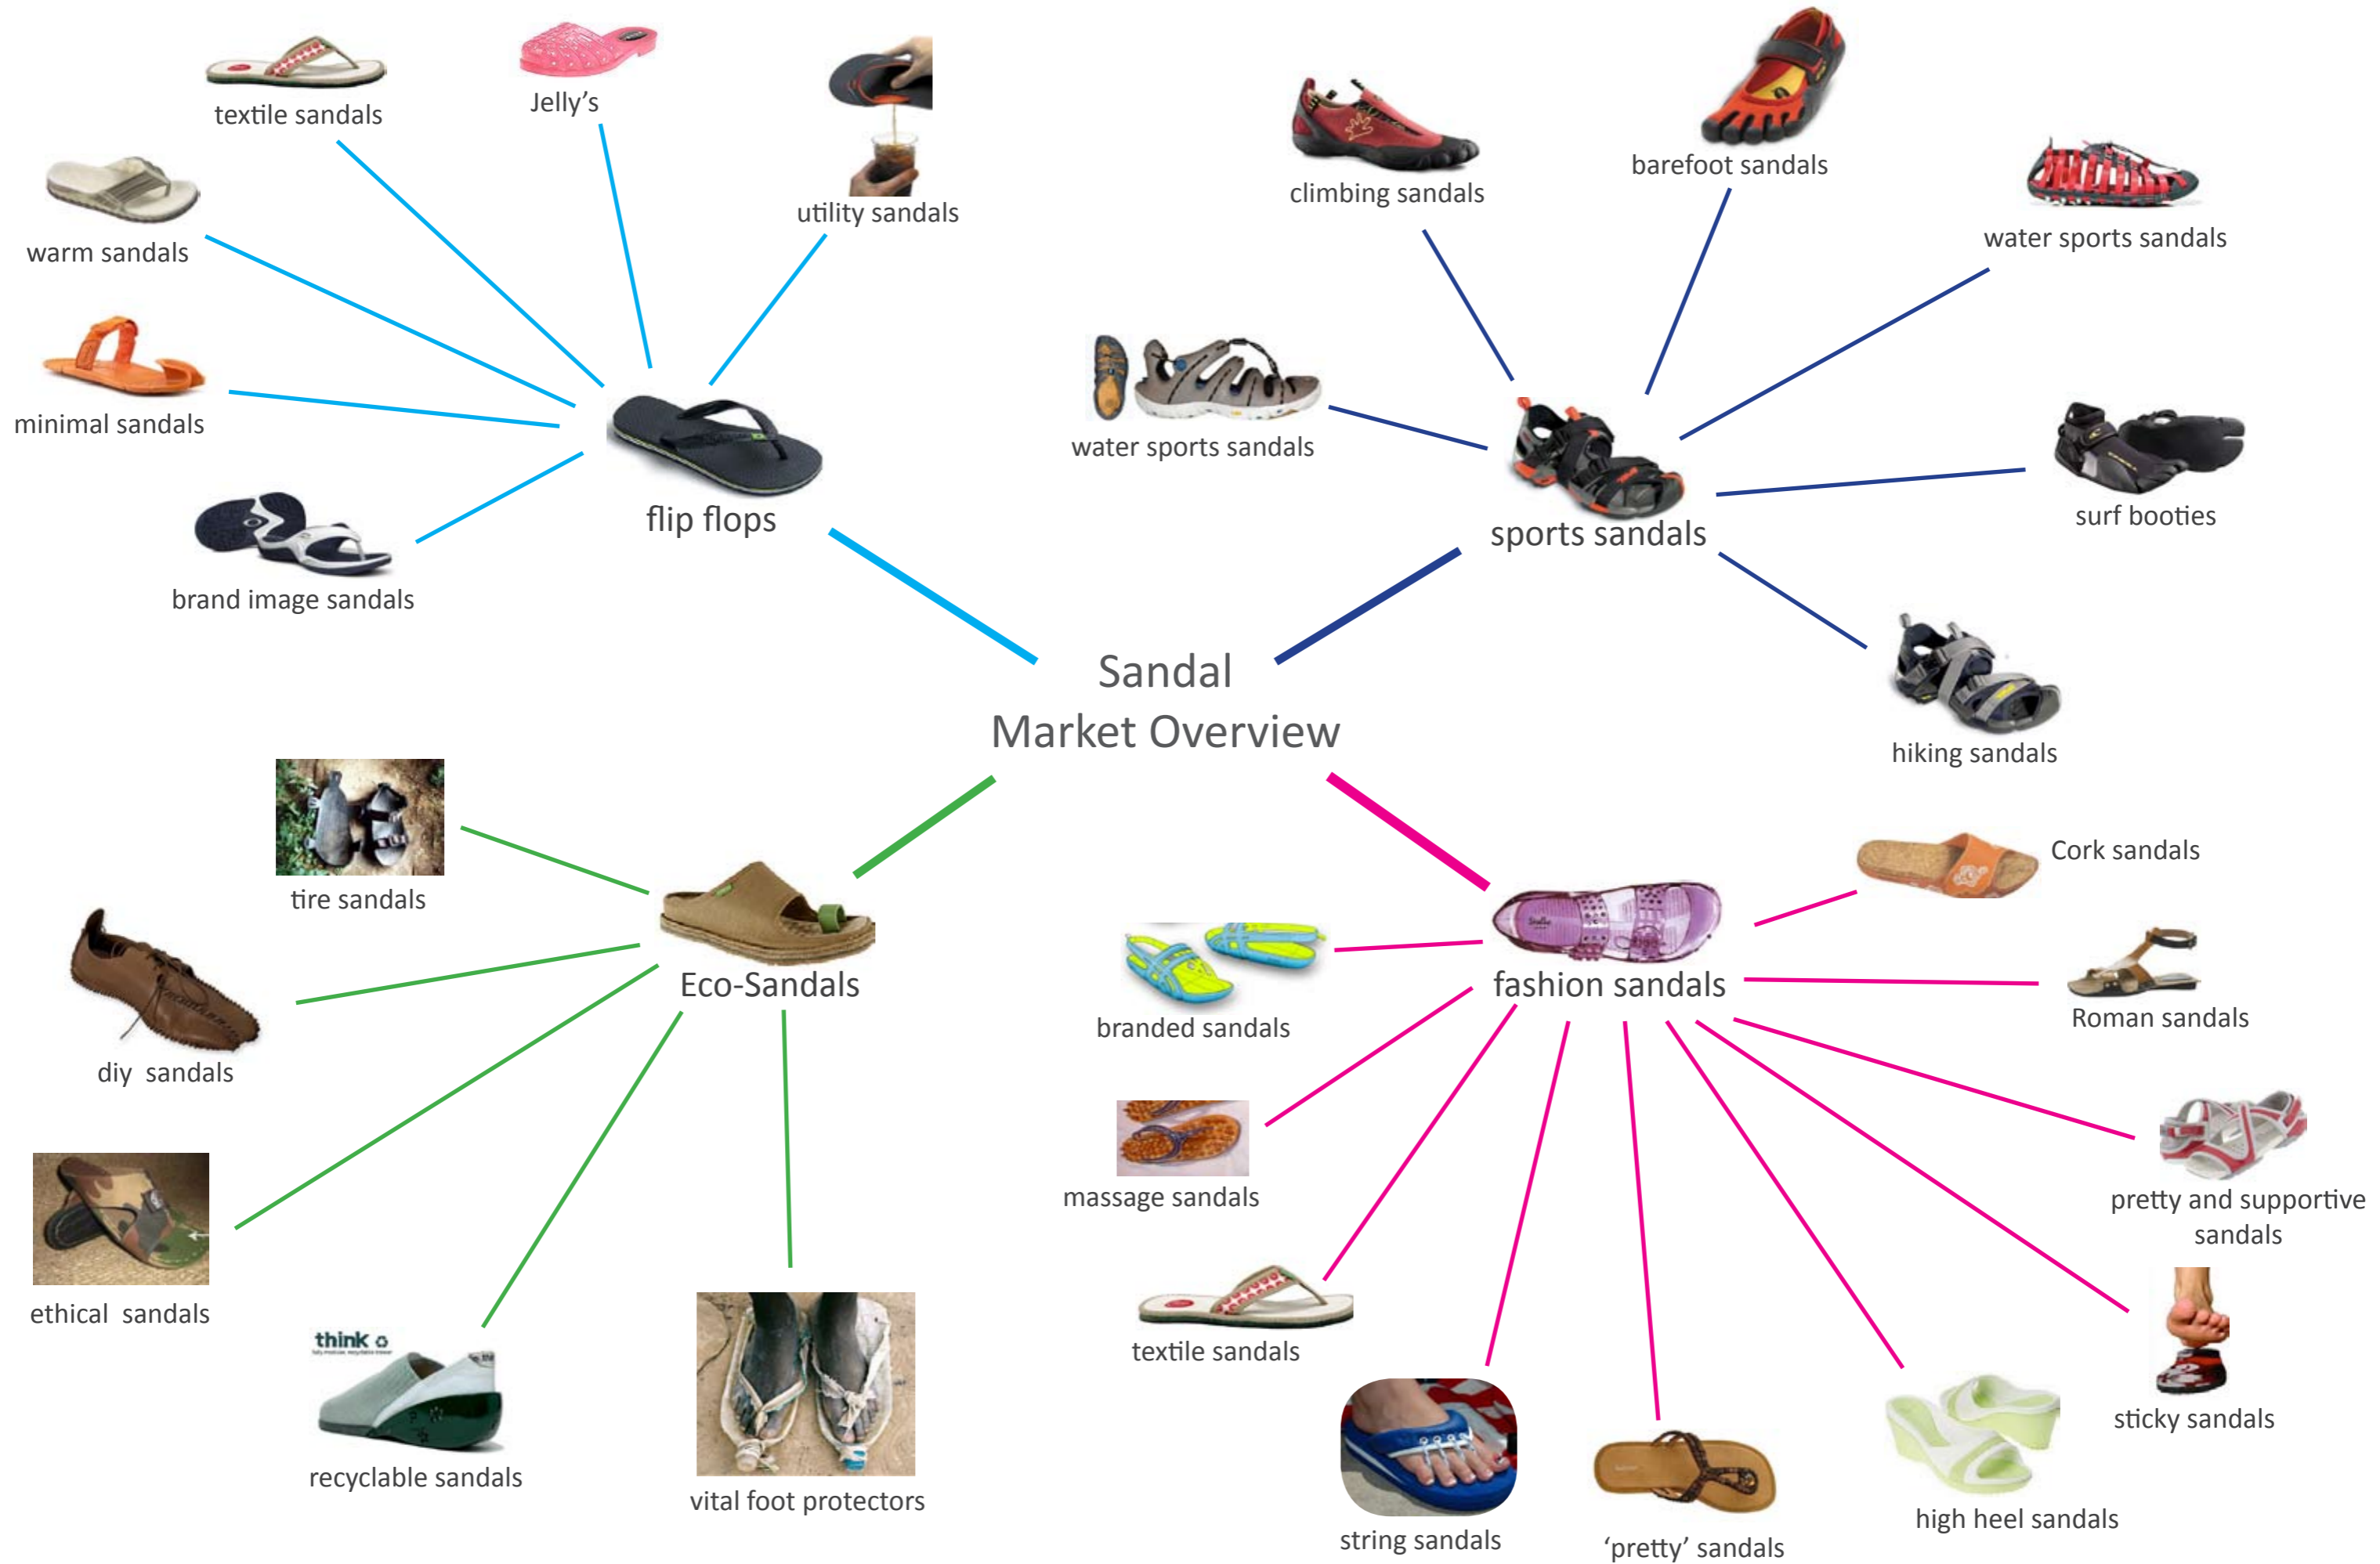 textile sandals
Jelly's
utility sandals
warm sandals
minimal sandals
brand image sandals
flip flops
climbing sandals
barefoot sandals
water sports sandals
water sports sandals
surf booties
sports sandals
hiking sandals
Sandal
Market Overview
tire sandals
diy  sandals
ethical  sandals
think
recyclable sandals
vital foot protectors
Eco-Sandals
Cork sandals
Roman sandals
fashion sandals
branded sandals
massage sandals
textile sandals
string sandals
‘pretty’ sandals
high heel sandals
sticky sandals
pretty and supportive
sandals